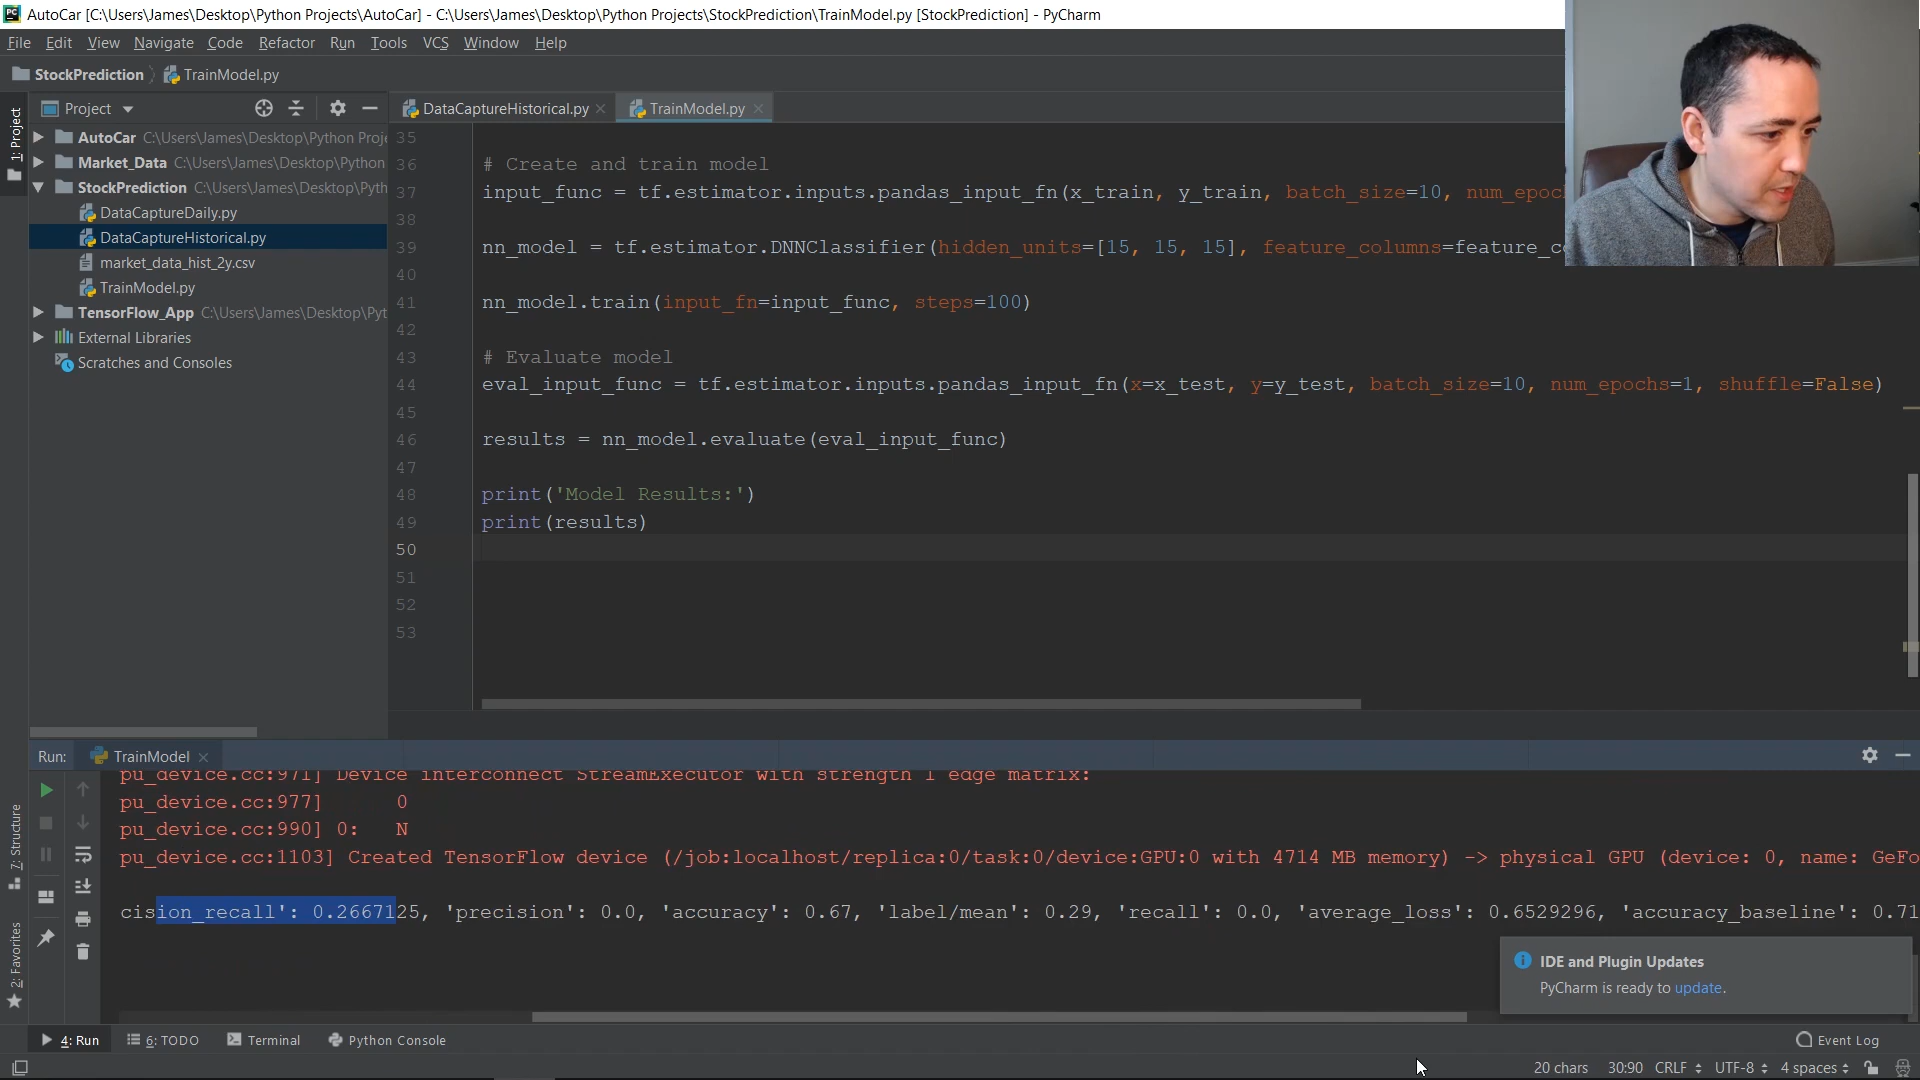 AutoCar [C:\Users\James\Desktop\Python Projects\AutoCar] - C:\Users\James\Desktop\Python Projects\StockPrediction\TrainModel.py [StockPrediction] - PyCharm
File Edit View Navigate Code Refactor Run Tools VCS Window Help
StockPrediction TrainModel.py
1: Project
Project
DataCaptureHistorical.py TrainModel.py
AutoCar C:\Users\James\Desktop\Python Proje
Market_Data C:\Users\James\Desktop\Python
StockPrediction C:\Users\James\Desktop\Pyth
DataCaptureDaily.py
DataCaptureHistorical.py
market_data_hist_2y.csv
TrainModel.py
TensorFlow_App C:\Users\James\Desktop\Pyt
External Libraries
Scratches and Consoles
35
36 # Create and train model
37 input_func = tf.estimator.inputs.pandas_input_fn(x_train, y_train, batch_size=10, num_epoch
38
39 nn_model = tf.estimator.DNNClassifier(hidden_units=[15, 15, 15], feature_columns=feature_co
40
41 nn_model.train(input_fn=input_func, steps=100)
42
43 # Evaluate model
44 eval_input_func = tf.estimator.inputs.pandas_input_fn(x=x_test, y=y_test, batch_size=10, num_epochs=1, shuffle=False)
45
46 results = nn_model.evaluate(eval_input_func)
47
48 print('Model Results:')
49 print(results)
50
51
52
53
Run: TrainModel
pu_device.cc:971] Device interconnect StreamExecutor with strength 1 edge matrix:
pu_device.cc:977] 0
pu_device.cc:990] 0: N
pu_device.cc:1103] Created TensorFlow device (/job:localhost/replica:0/task:0/device:GPU:0 with 4714 MB memory) -> physical GPU (device: 0, name: GeFo
cision_recall': 0.2667125, 'precision': 0.0, 'accuracy': 0.67, 'label/mean': 0.29, 'recall': 0.0, 'average_loss': 0.6529296, 'accuracy_baseline': 0.71
7: Structure
2: Favorites
IDE and Plugin Updates
PyCharm is ready to update.
4: Run 6: TODO Terminal Python Console Event Log
20 chars 30:90 CRLF UTF-8 4 spaces